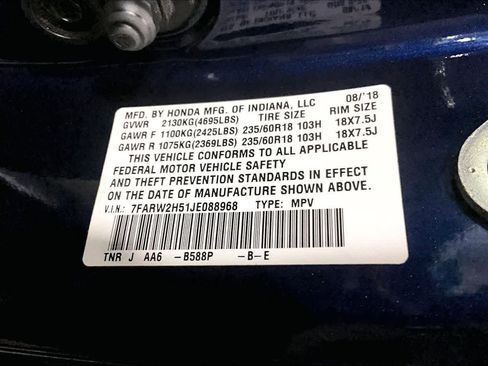 MFD. BY HONDA MFG. OF INDIANA, LLC 08/'18
GVWR 2130KG(4695LBS) TIRE SIZE RIM SIZE
GAWR F 1100KG(2425LBS) 235/60R18 103H 18X7.5J
GAWR R 1075KG(2369LBS) 235/60R18 103H 18X7.5J
THIS VEHICLE CONFORMS TO ALL APPLICABLE
FEDERAL MOTOR VEHICLE SAFETY
AND THEFT PREVENTION STANDARDS IN EFFECT
ON THE DATE OF MANUFACTURE SHOWN ABOVE.
V.I.N.: 7FARW2H51JE088968 TYPE: MPV
TNR J AA6 -B588P -B-E